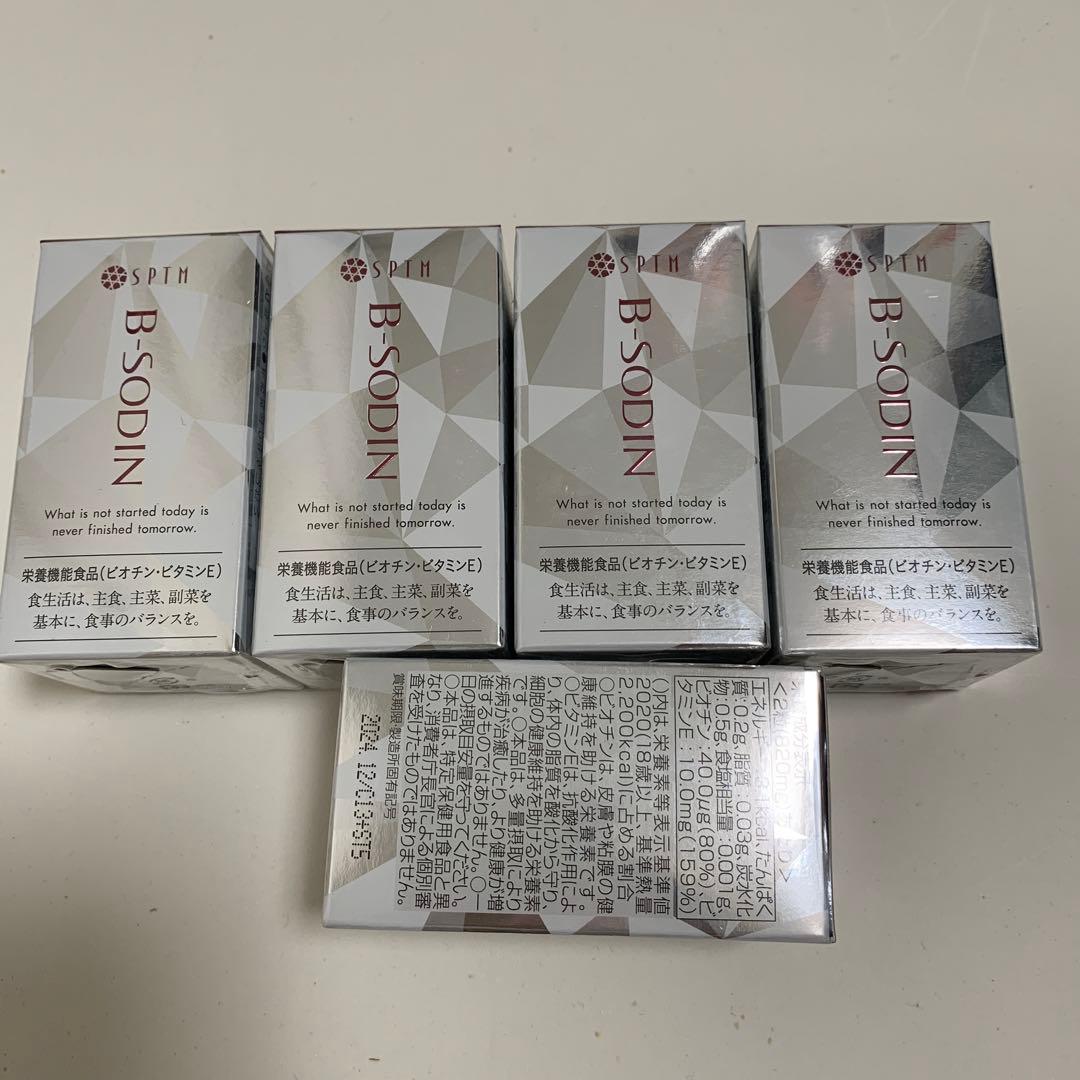 SPTM
B-SODIN
What is not started today is
never finished tomorrow.
栄養機能食品(ビオチン・ビタミンE)
食生活は、主食、主菜、副菜を
基本に、食事のバランスを。
SPTM
B-SODIN
What is not started today is
never finished tomorrow.
栄養機能食品(ビオチン・ビタミンE)
食生活は、主食、主菜、副菜を
基本に、食事のバランスを。
SPTM
B-SODIN
What is not started today is
never finished tomorrow.
栄養機能食品(ビオチン・ビタミンE)
食生活は、主食、主菜、副菜を
基本に、食事のバランスを。
SPTM
B-SODIN
What is not started today is
never finished tomorrow.
栄養機能食品(ビオチン・ビタミンE)
食生活は、主食、主菜、副菜を
基本に、食事のバランスを。
<2粒(820mg)
エネルギー kcal、たんぱく
質:0.2g、脂質:0.03g、炭水化
物:0.5g、食塩相当量:0.001g、
ビオチン:40.0μg(80%)、ビ
タミンE:10.0mg(159%)
()内は、栄養素等表示基準値
2020(18歳以上、基準熱量
2,200kcal)に占める割合
〇ビオチンは、皮膚や粘膜の健
康維持を助ける栄養素です。
〇ビタミンEは、抗酸化作用によ
り、体内の脂質を酸化から守り、
細胞の健康維持を助ける栄養素
です。〇本品は、多量摂取により
疾病が治癒したり、より健康が増
進するものではありません。〇一
日の摂取目安量を守ってください。
〇本品は、特定保健用食品と異
なり、消費者庁長官による個別審
査を受けたものではありません。
賞味期限・製造所固有記号
2024.12/C13+STS